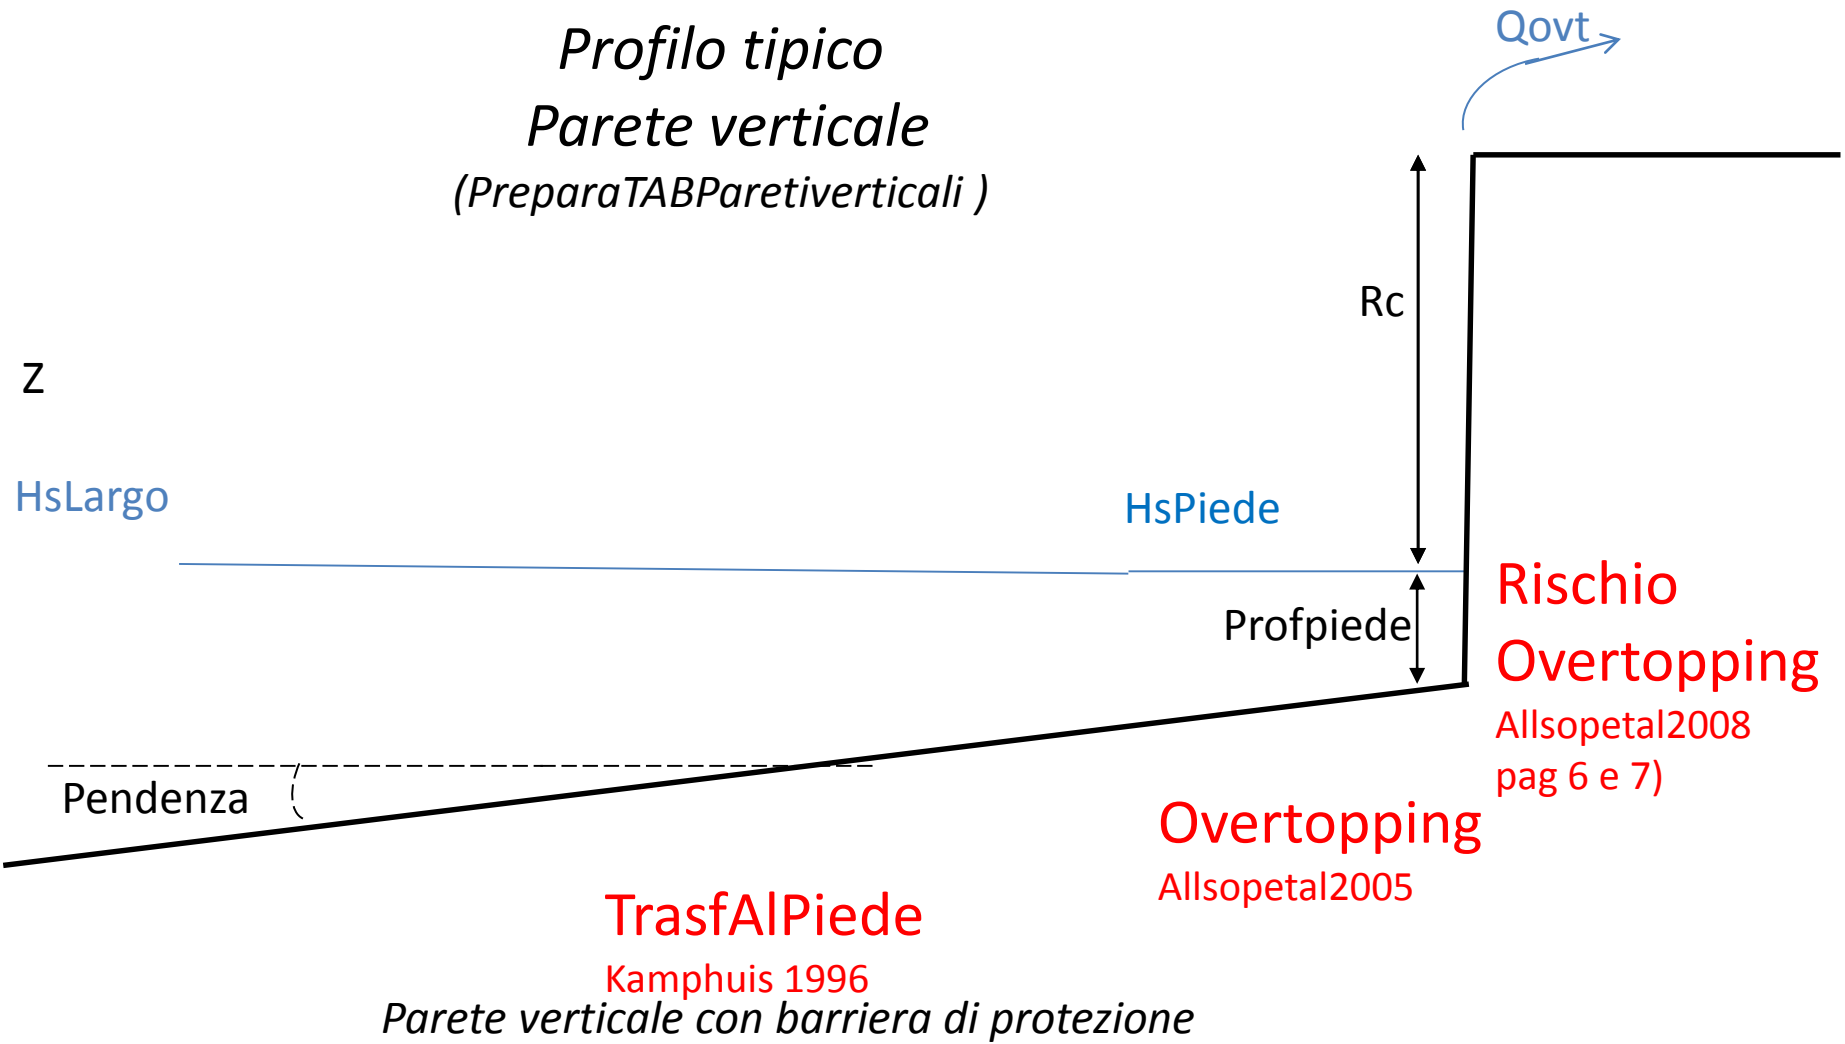 Profilo tipico
Parete verticale
(PreparaTABParetiverticali )
Qovt
Rc
Z
HsLargo
HsPiede
Profpiede
Rischio
Overtopping
Allsopetal2008
pag 6 e 7)
Pendenza
Overtopping
Allsopetal2005
TrasfAlPiede
Kamphuis 1996
Parete verticale con barriera di protezione